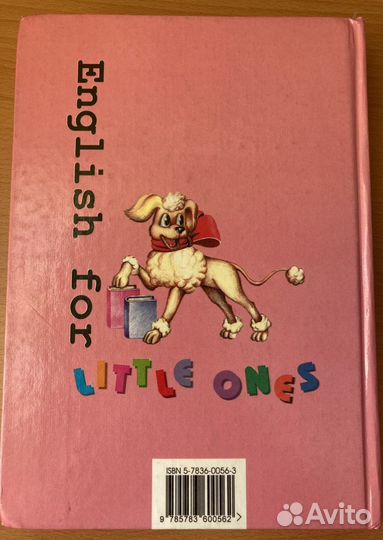 English for
LITTLE ONES
ISBN 5-7836-0056-3
9 785783 600562 >
Avito